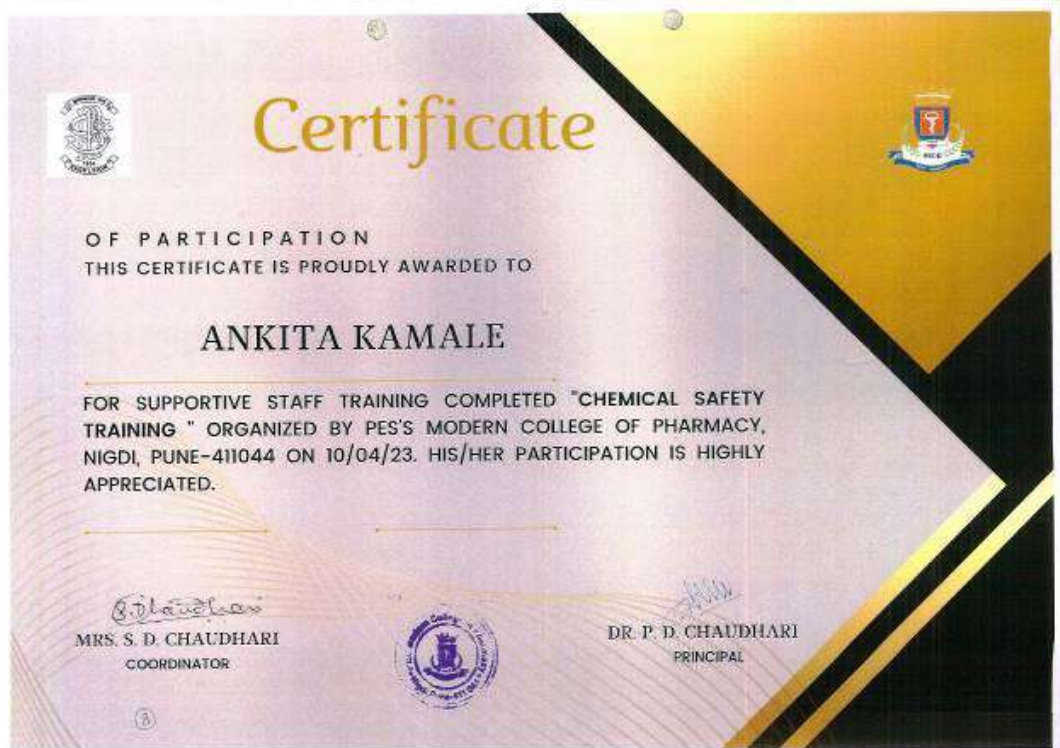 Certificate
OF PARTICIPATION
THIS CERTIFICATE IS PROUDLY AWARDED TO
ANKITA KAMALE
FOR SUPPORTIVE STAFF TRAINING COMPLETED "CHEMICAL SAFETY
TRAINING " ORGANIZED BY PES'S MODERN COLLEGE OF PHARMACY,
NIGDI, PUNE-411044 ON 10/04/23. HIS/HER PARTICIPATION IS HIGHLY
APPRECIATED.
S.D.Chaudhari
MRS. S. D. CHAUDHARI
COORDINATOR
DR. P. D. CHAUDHARI
PRINCIPAL